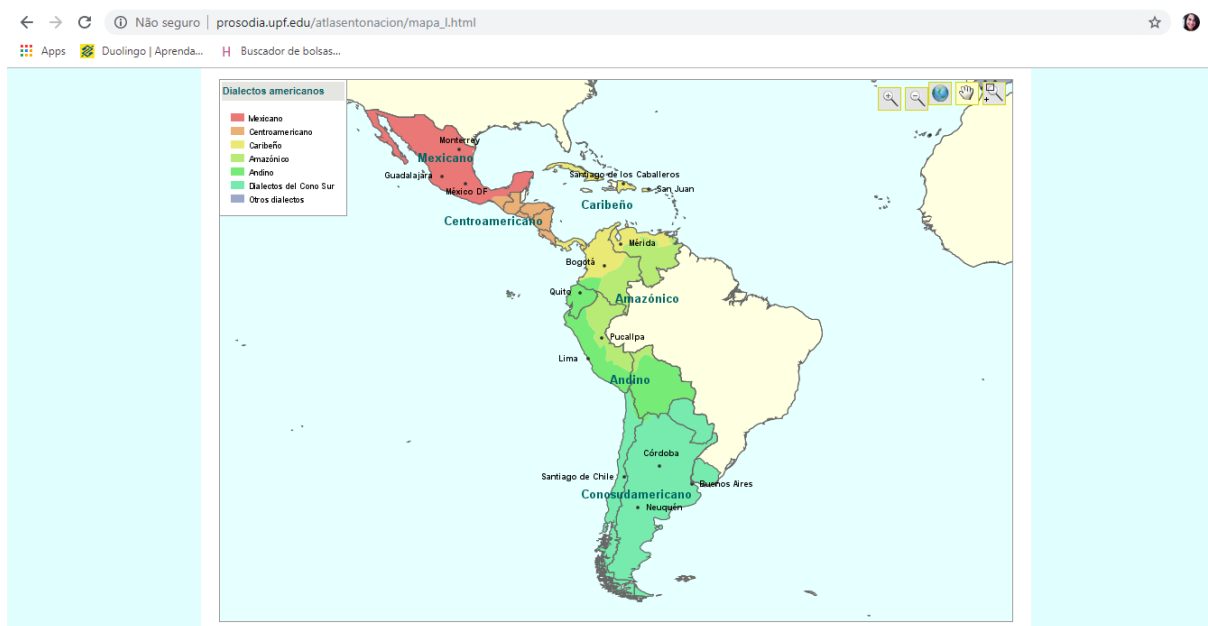 Não seguro | prosodia.upf.edu/atlasentonacion/mapa_l.html
Apps Duolingo | Aprenda... H Buscador de bolsas...
Dialectos americanos
Mexicano
Centroamericano
Caribeño
Amazónico
Andino
Dialectos del Cono Sur
Otros dialectos
Monterrey
Mexicano
Guadalajara
México DF
Santiago de los Caballeros
San Juan
Caribeño
Centroamericano
Mérida
Bogotá
Quito
Amazónico
Pucallpa
Lima
Andino
Córdoba
Santiago de Chile
Buenos Aires
Conosudamericano
Neuquén